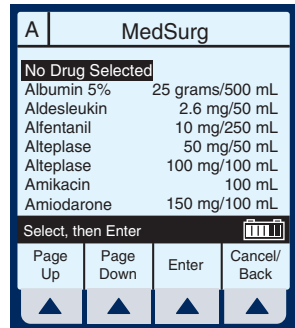 A MedSurg
No Drug Selected
Albumin 5% 25 grams/500 mL
Aldesleukin 2.6 mg/50 mL
Alfentanil 10 mg/250 mL
Alteplase 50 mg/50 mL
Alteplase 100 mg/100 mL
Amikacin 100 mL
Amiodarone 150 mg/100 mL
Select, then Enter
Page Up Page Down Enter Cancel/ Back